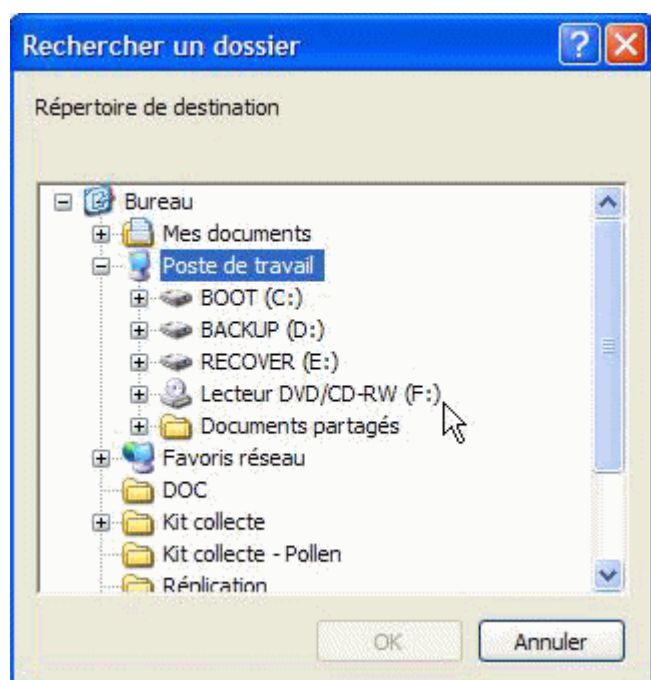 Rechercher un dossier
Répertoire de destination
Bureau
Mes documents
Poste de travail
BOOT (C:)
BACKUP (D:)
RECOVER (E:)
Lecteur DVD/CD-RW (F:)
Documents partagés
Favoris réseau
DOC
Kit collecte
Kit collecte - Pollen
Réplication
OK
Annuler